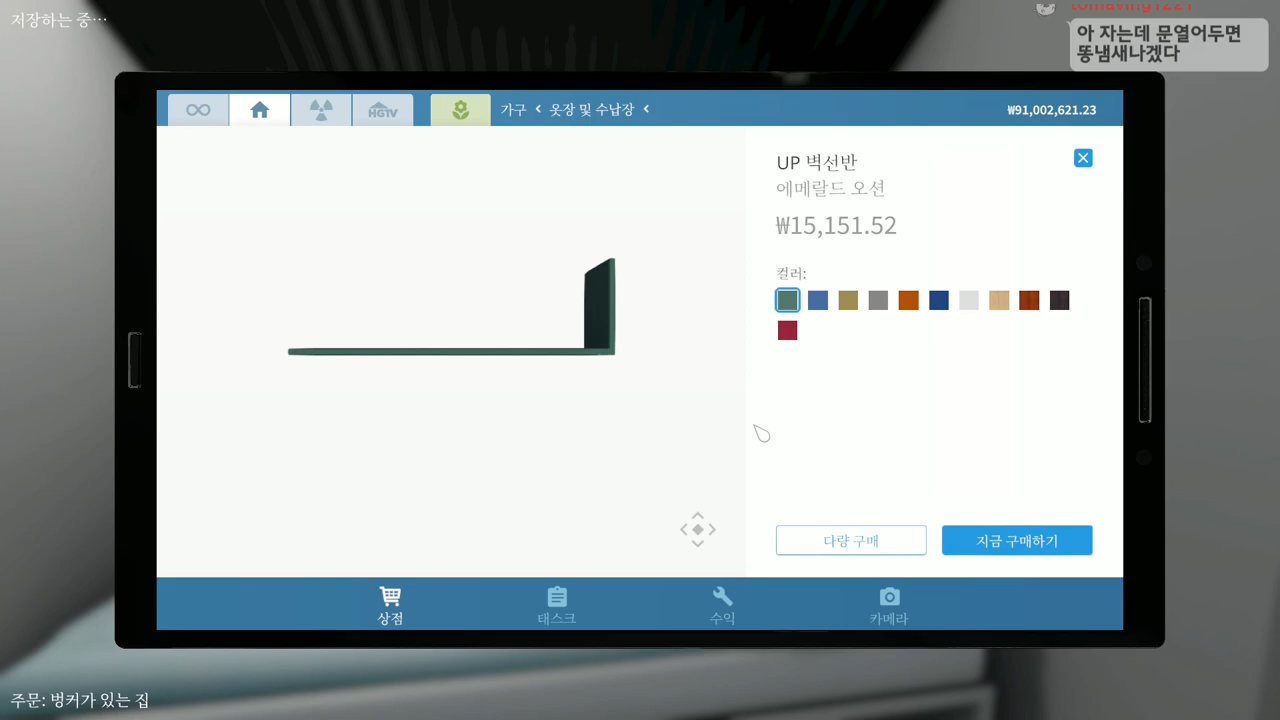 저장하는 중...
아 자는데 문열어두면
똥냄새나겠다
HGTV
가구 < 옷장 및 수납장 <
₩91,002,621.23
UP 벽선반
에메랄드 오션
₩15,151.52
컬러:
다량 구매
지금 구매하기
상점
태스크
수익
카메라
주문: 벙커가 있는 집